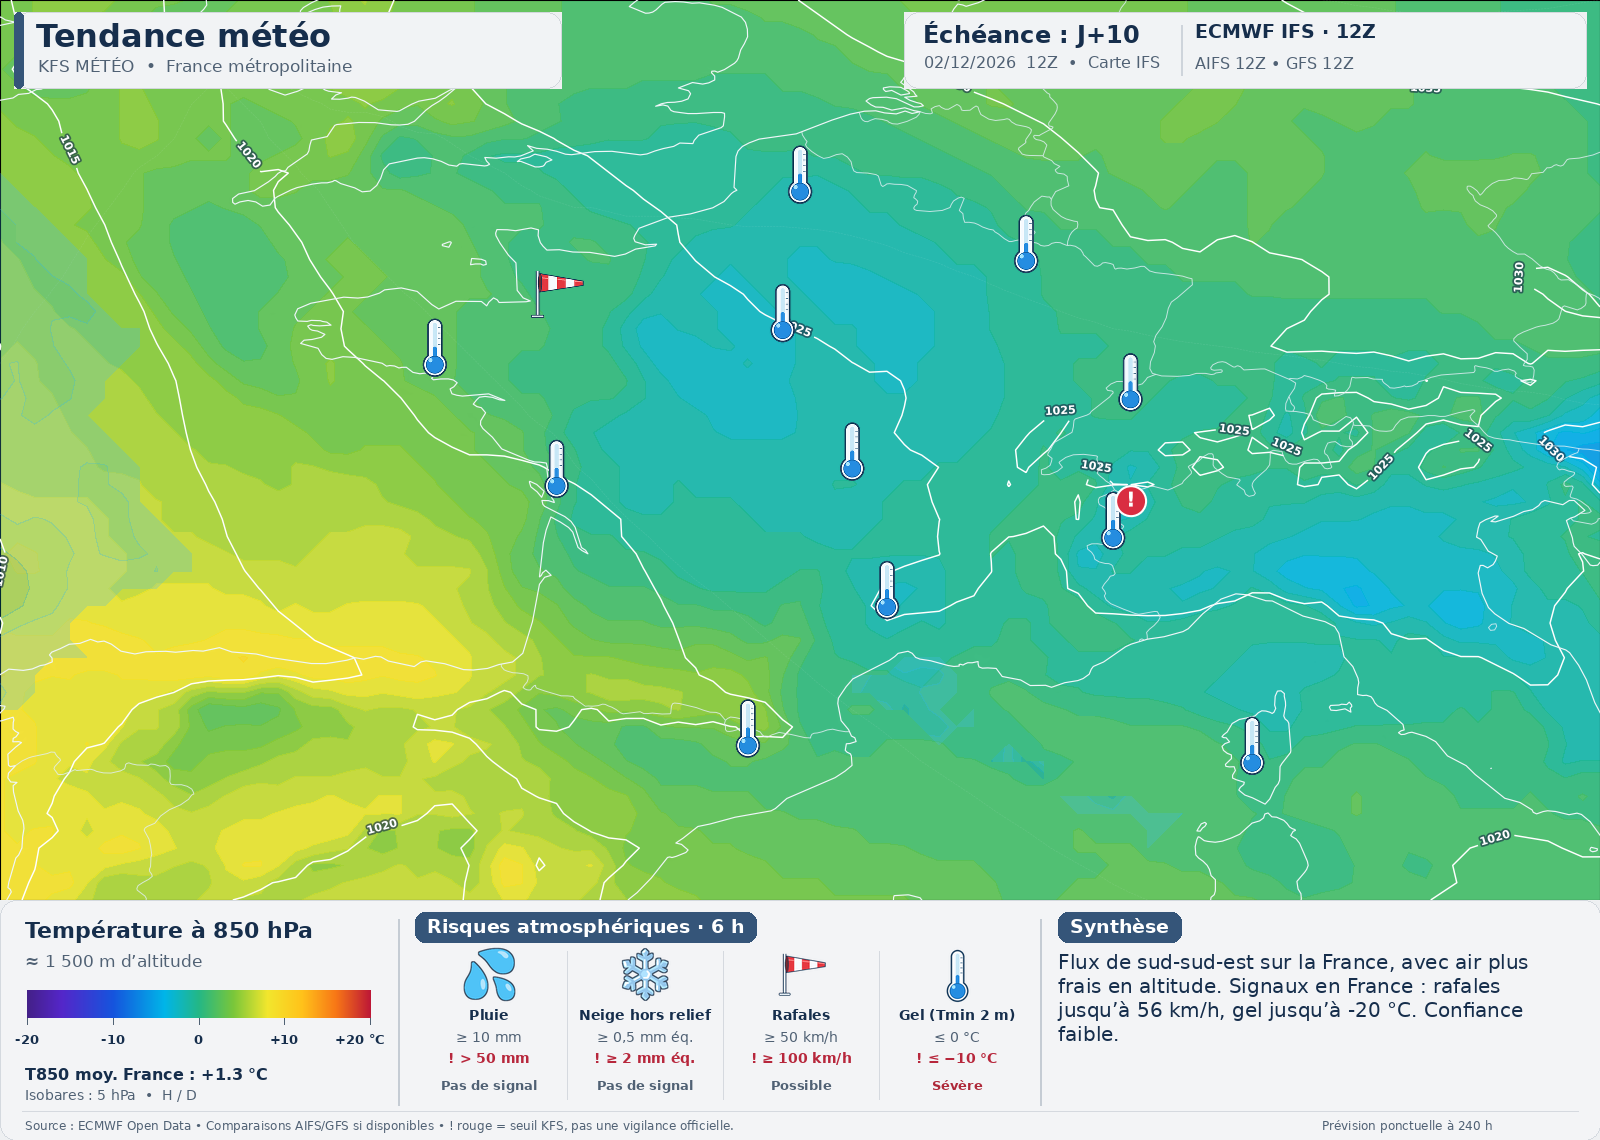 Tendance météo
KFS MÉTÉO • France métropolitaine
Échéance : J+10
02/12/2026 12Z • Carte IFS
ECMWF IFS · 12Z
AIFS 12Z • GFS 12Z
1015
1020
1030
1025
1025
1025
1025
1025
1025
1030
1025
1010
1020
1020
Température à 850 hPa
≈ 1 500 m d’altitude
-20 -10 0 +10 +20 °C
T850 moy. France : +1.3 °C
Isobares : 5 hPa • H / D
Risques atmosphériques · 6 h
Pluie
≥ 10 mm
! > 50 mm
Pas de signal
Neige hors relief
≥ 0,5 mm éq.
! ≥ 2 mm éq.
Pas de signal
Rafales
≥ 50 km/h
! ≥ 100 km/h
Possible
Gel (Tmin 2 m)
≤ 0 °C
! ≤ −10 °C
Sévère
Synthèse
Flux de sud-sud-est sur la France, avec air plus
frais en altitude. Signaux en France : rafales
jusqu’à 56 km/h, gel jusqu’à -20 °C. Confiance
faible.
Source : ECMWF Open Data • Comparaisons AIFS/GFS si disponibles • ! rouge = seuil KFS, pas une vigilance officielle.
Prévision ponctuelle à 240 h